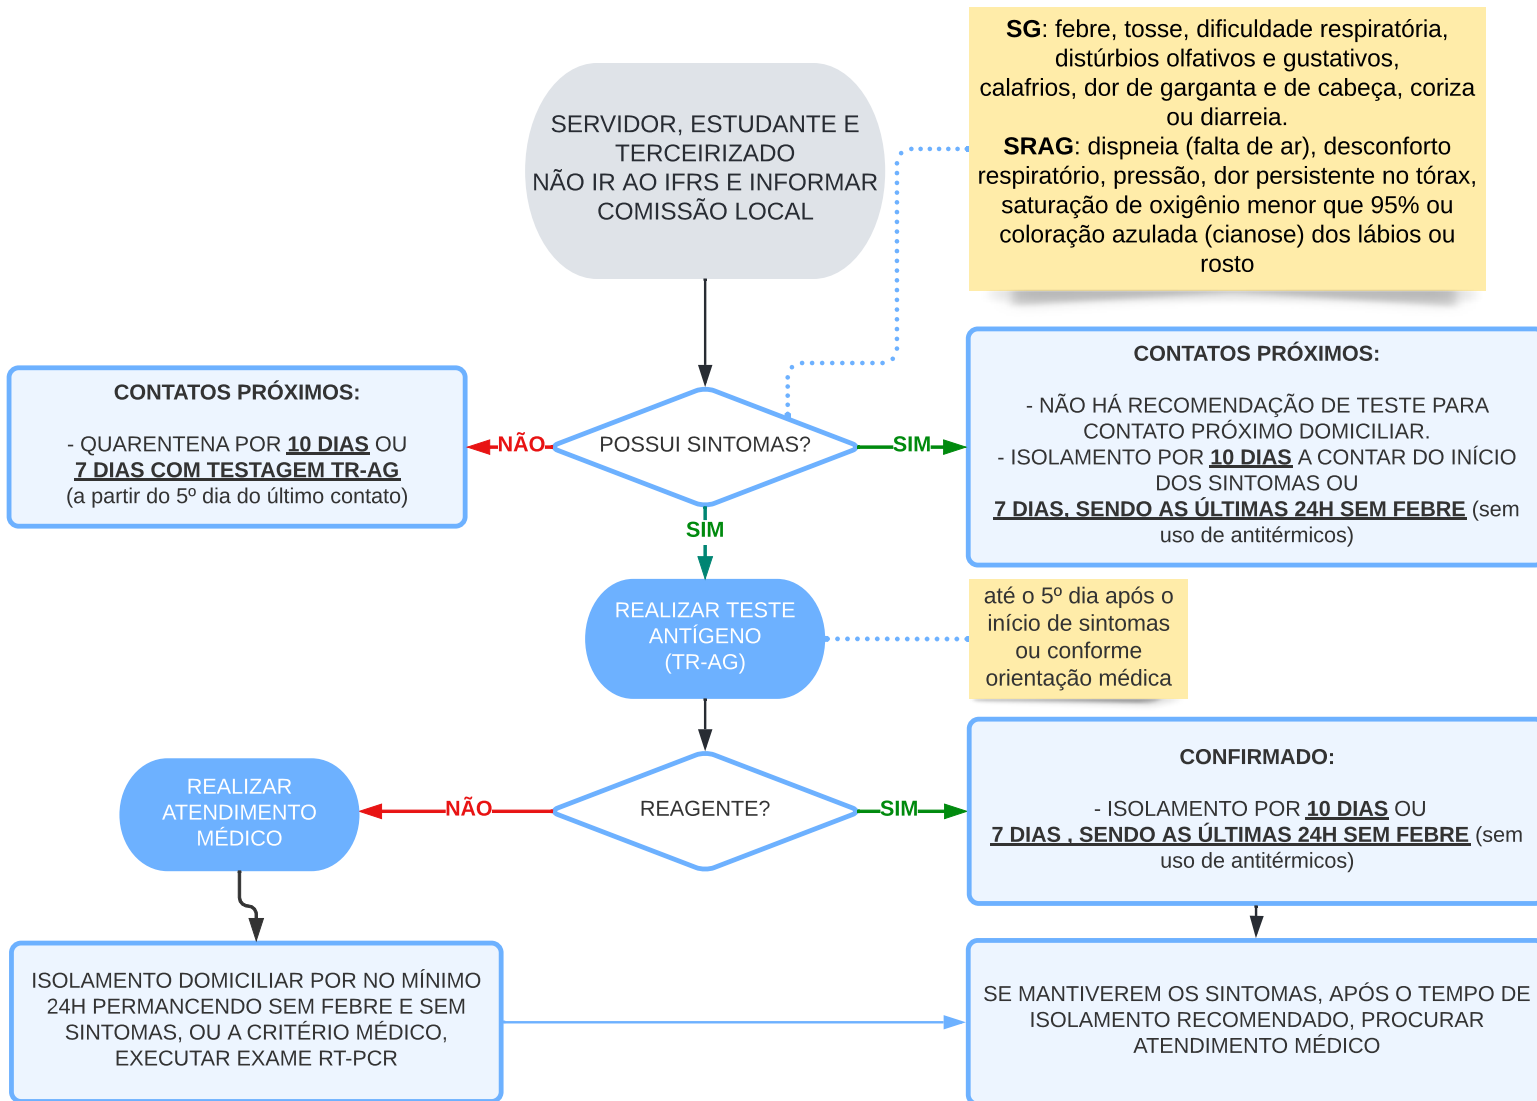 SG: febre, tosse, dificuldade respiratória,
distúrbios olfativos e gustativos,
calafrios, dor de garganta e de cabeça, coriza
ou diarreia.
SRAG: dispneia (falta de ar), desconforto
respiratório, pressão, dor persistente no tórax,
saturação de oxigênio menor que 95% ou
coloração azulada (cianose) dos lábios ou
rosto
SERVIDOR, ESTUDANTE E
TERCEIRIZADO
NÃO IR AO IFRS E INFORMAR
COMISSÃO LOCAL
CONTATOS PRÓXIMOS:
- QUARENTENA POR 10 DIAS OU
7 DIAS COM TESTAGEM TR-AG
(a partir do 5º dia do último contato)
NÃO
POSSUI SINTOMAS?
SIM
CONTATOS PRÓXIMOS:
- NÃO HÁ RECOMENDAÇÃO DE TESTE PARA
CONTATO PRÓXIMO DOMICILIAR.
- ISOLAMENTO POR 10 DIAS A CONTAR DO INÍCIO
DOS SINTOMAS OU
7 DIAS, SENDO AS ÚLTIMAS 24H SEM FEBRE (sem
uso de antitérmicos)
SIM
REALIZAR TESTE
ANTÍGENO
(TR-AG)
até o 5º dia após o
início de sintomas
ou conforme
orientação médica
REALIZAR
ATENDIMENTO
MÉDICO
NÃO
REAGENTE?
SIM
CONFIRMADO:
- ISOLAMENTO POR 10 DIAS OU
7 DIAS , SENDO AS ÚLTIMAS 24H SEM FEBRE (sem
uso de antitérmicos)
ISOLAMENTO DOMICILIAR POR NO MÍNIMO
24H PERMANCENDO SEM FEBRE E SEM
SINTOMAS, OU A CRITÉRIO MÉDICO,
EXECUTAR EXAME RT-PCR
SE MANTIVEREM OS SINTOMAS, APÓS O TEMPO DE
ISOLAMENTO RECOMENDADO, PROCURAR
ATENDIMENTO MÉDICO